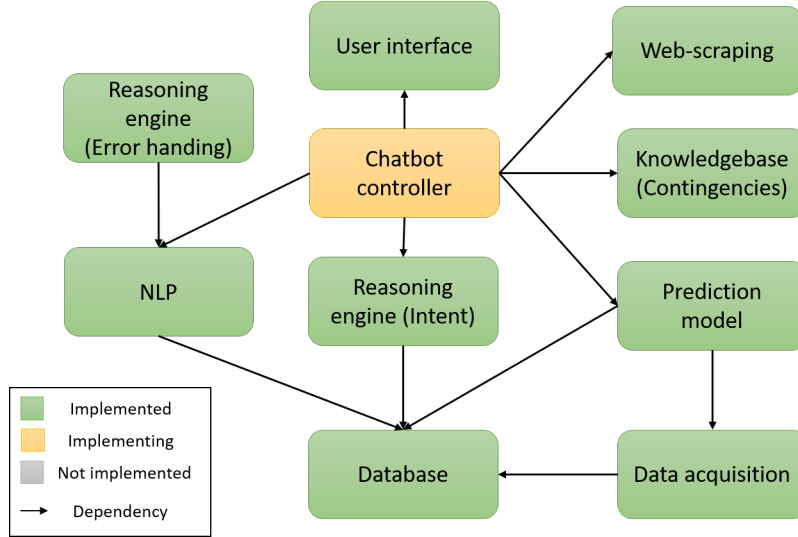 User interface
Web-scraping
Reasoning
engine
(Error handing)
Chatbot
controller
Knowledgebase
(Contingencies)
NLP
Reasoning
engine (Intent)
Prediction
model
Implemented
Implementing
Not implemented
Dependency
Database
Data acquisition